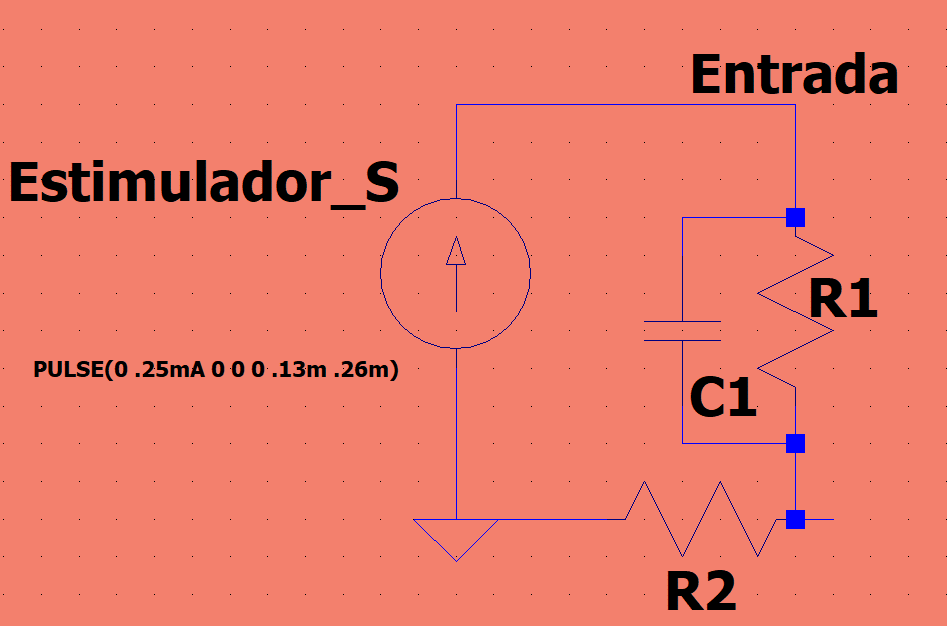 Entrada
Estimulador_S
R1
PULSE(0 .25mA 0 0 0 .13m .26m)
C1
R2